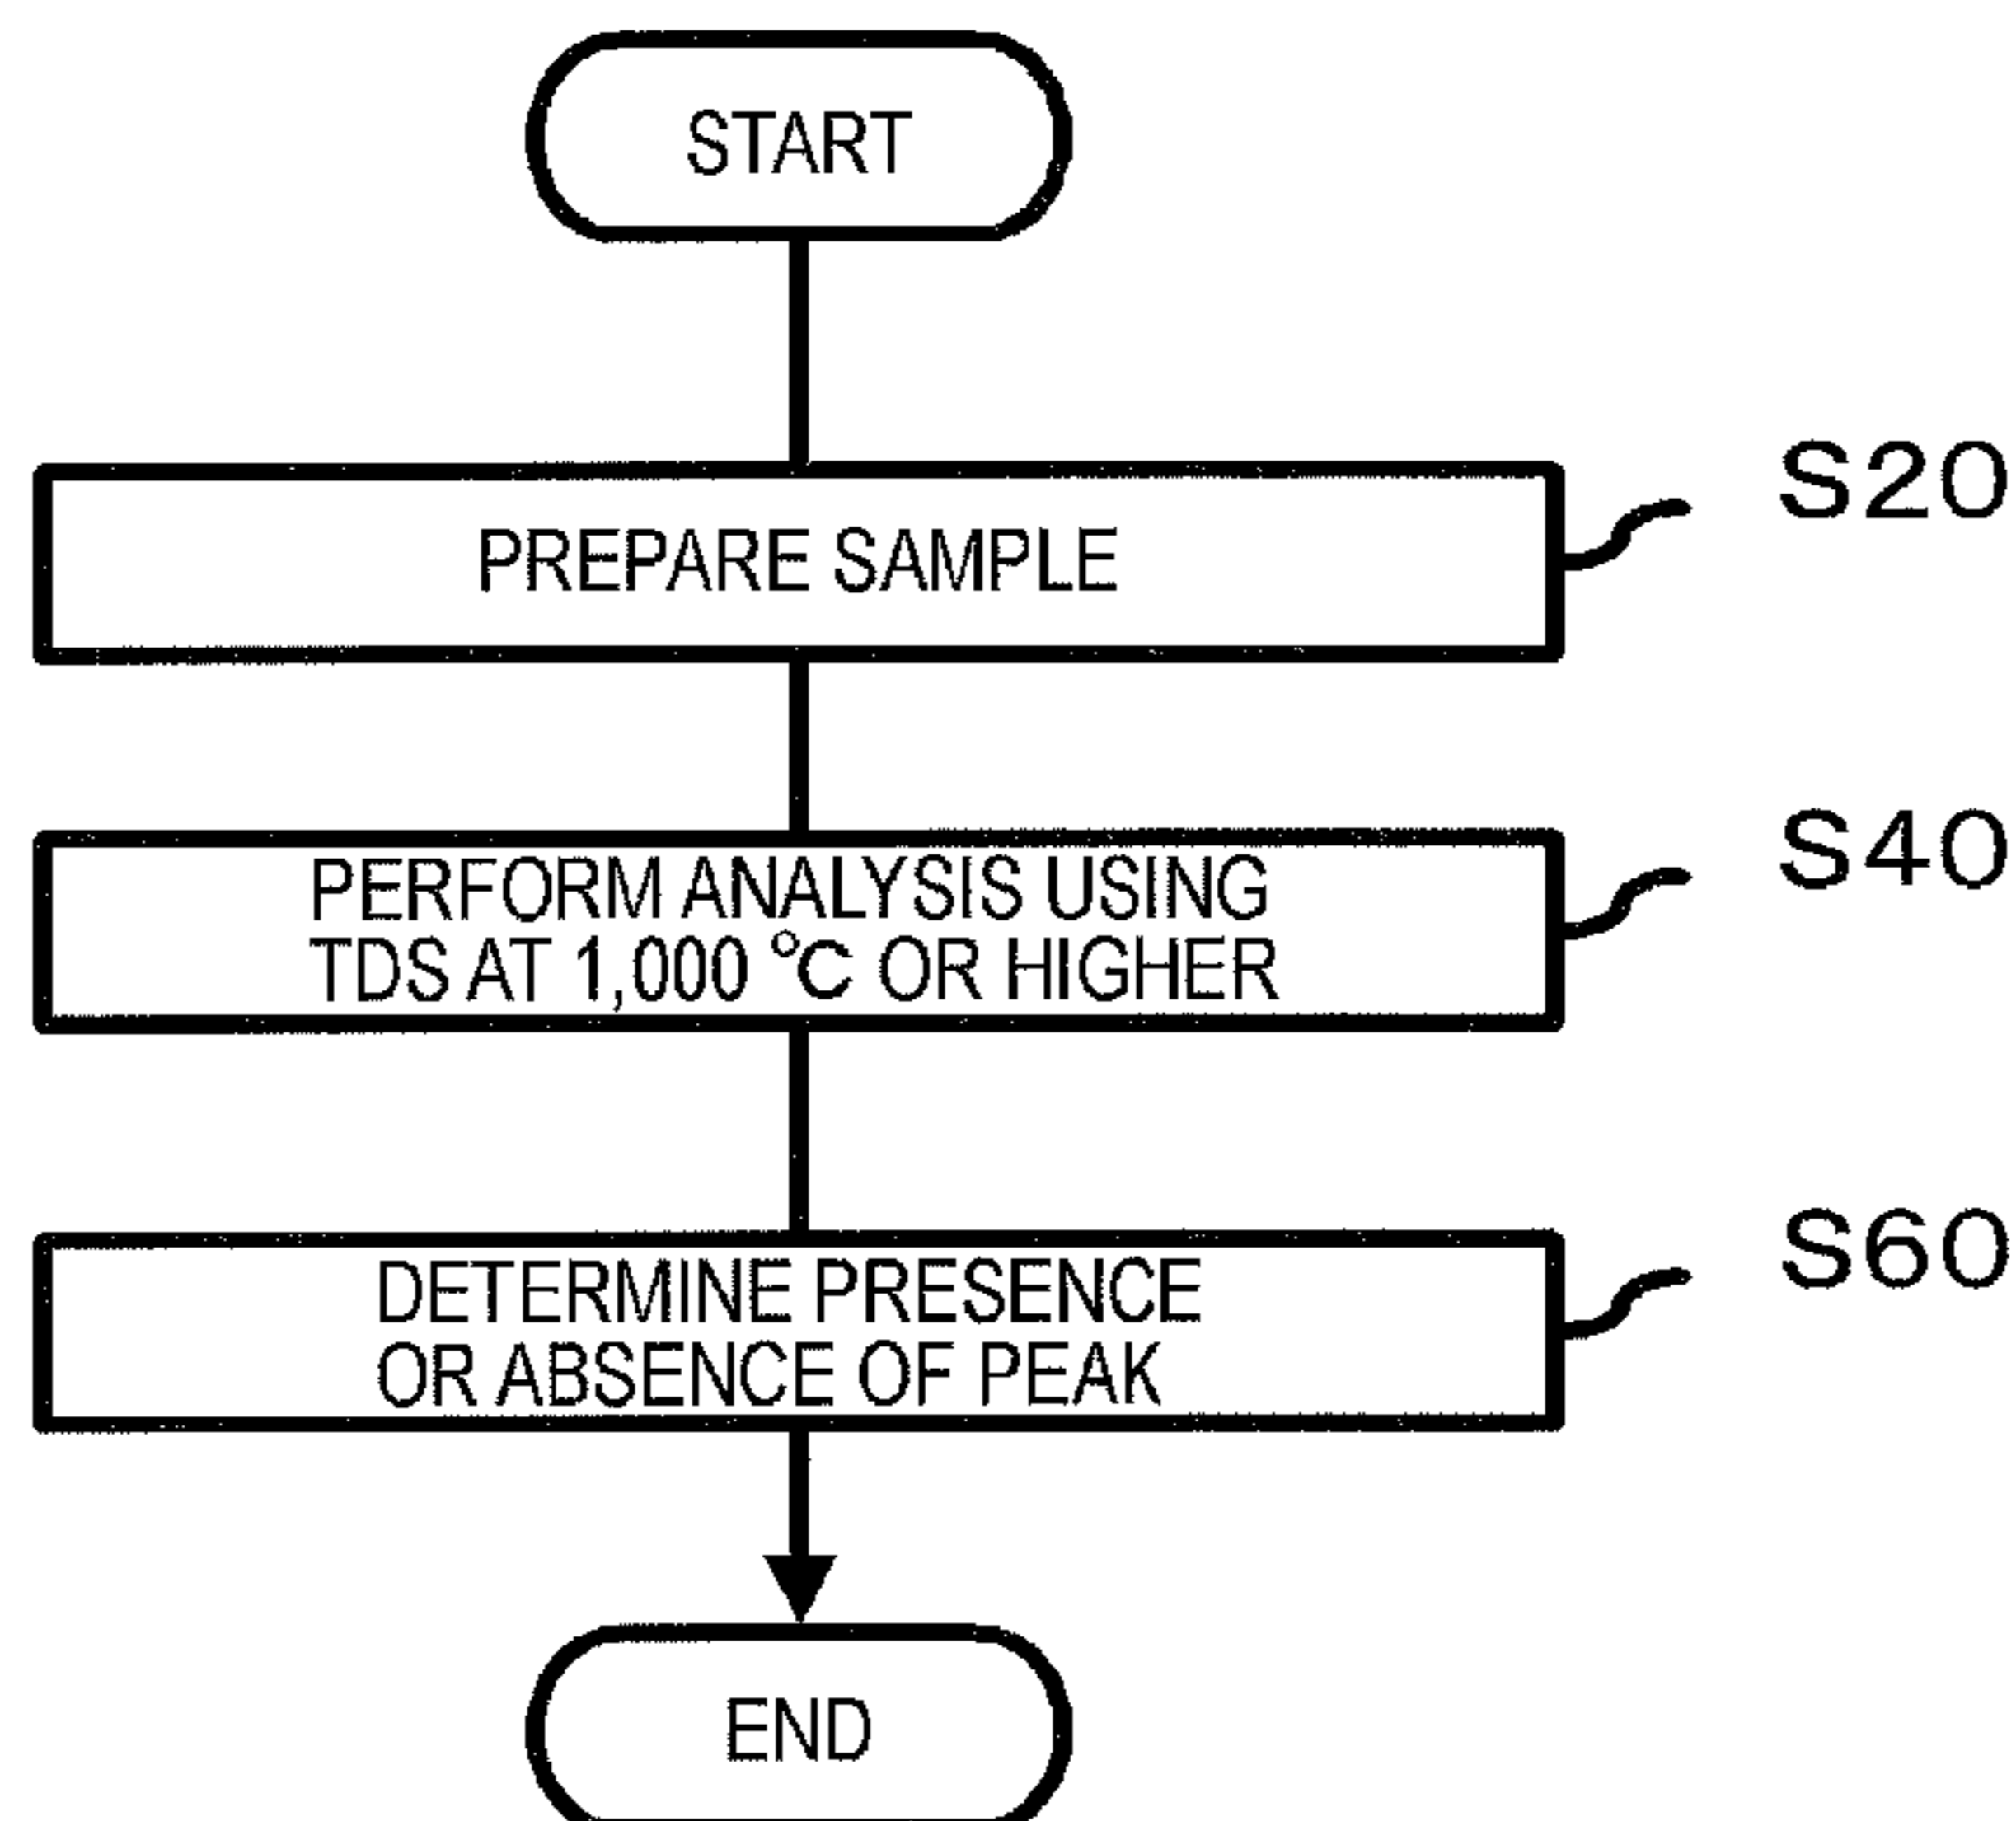 START
PREPARE SAMPLE
S20
PERFORM ANALYSIS USING
TDS AT 1,000 °C OR HIGHER
S40
DETERMINE PRESENCE
OR ABSENCE OF PEAK
S60
END